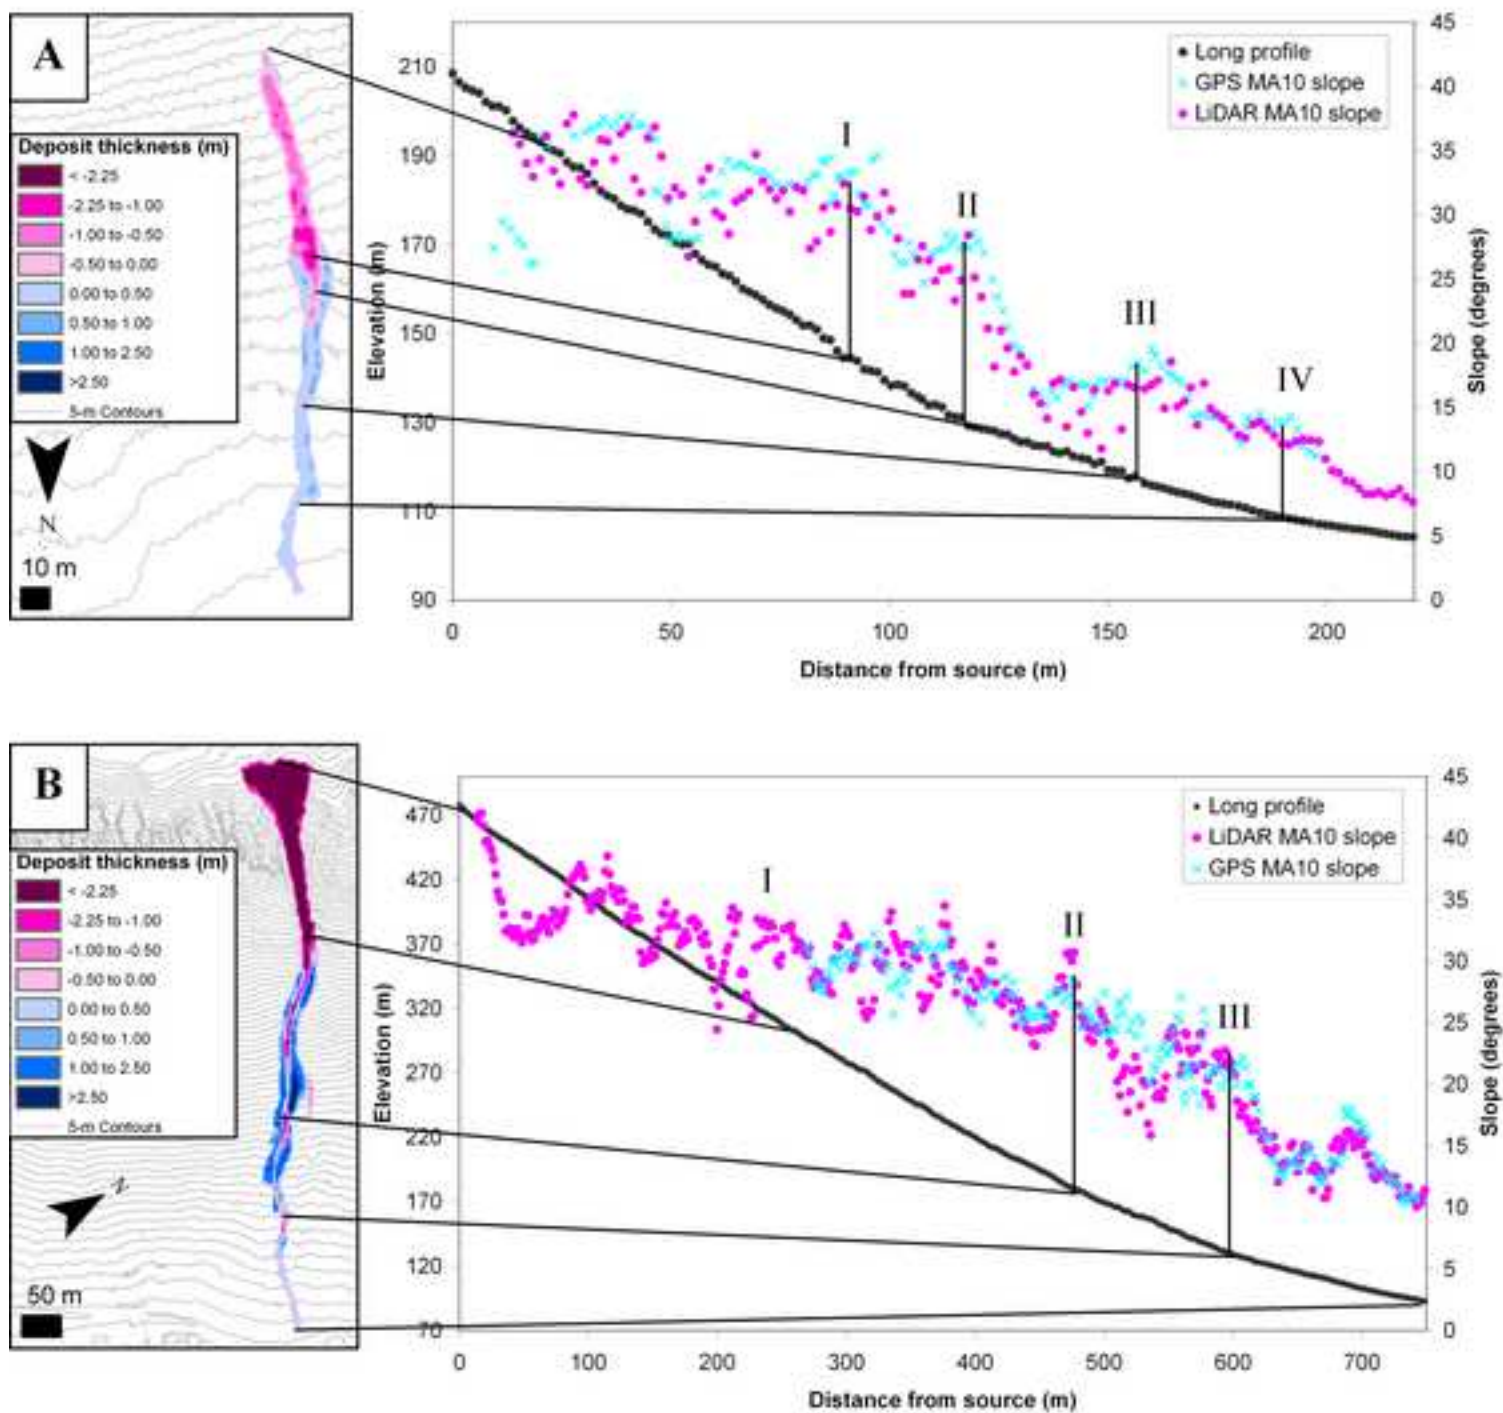 A
Deposit thickness (m)
< -2.25
-2.25 to -1.00
-1.00 to -0.50
-0.50 to 0.00
0.00 to 0.50
0.50 to 1.00
1.00 to 2.50
>2.50
5-m Contours
N
10 m
210
190
170
150
130
110
90
Elevation (m)
Long profile
GPS MA10 slope
LiDAR MA10 slope
I
II
III
IV
45
40
35
30
25
20
15
10
5
0
Slope (degrees)
0 50 100 150 200
Distance from source (m)
B
Deposit thickness (m)
< -2.25
-2.25 to -1.00
-1.00 to -0.50
-0.50 to 0.00
0.00 to 0.50
0.50 to 1.00
1.00 to 2.50
>2.50
5-m Contours
N
50 m
470
420
370
320
270
220
170
120
70
Elevation (m)
Long profile
LiDAR MA10 slope
GPS MA10 slope
I
II
III
45
40
35
30
25
20
15
10
5
0
Slope (degrees)
0 100 200 300 400 500 600 700
Distance from source (m)